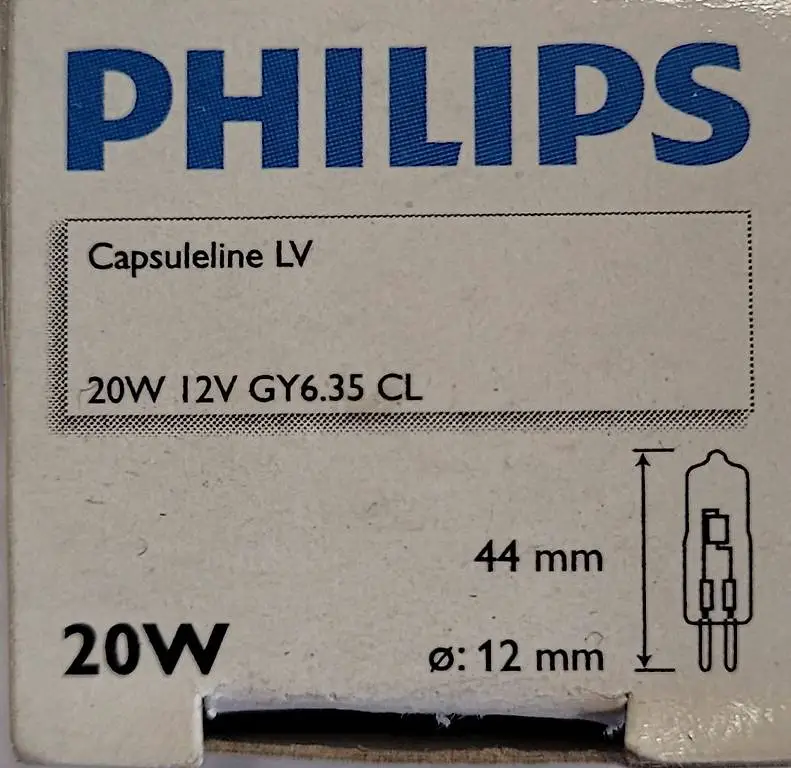 PHILIPS
Capsuleline LV
20W 12V GY6.35 CL
44 mm
20W
ø: 12 mm